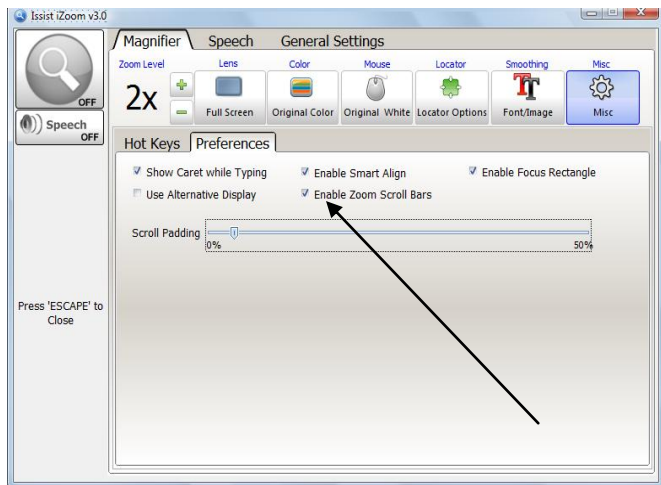 Issist iZoom v3.0
OFF
Speech
OFF
Press 'ESCAPE' to
Close
Magnifier Speech General Settings
Zoom Level Lens Color Mouse Locator Smoothing Misc
2x
Full Screen Original Color Original White Locator Options Font/Image Misc
Hot Keys Preferences
Show Caret while Typing Enable Smart Align Enable Focus Rectangle
Use Alternative Display Enable Zoom Scroll Bars
Scroll Padding
0% 50%